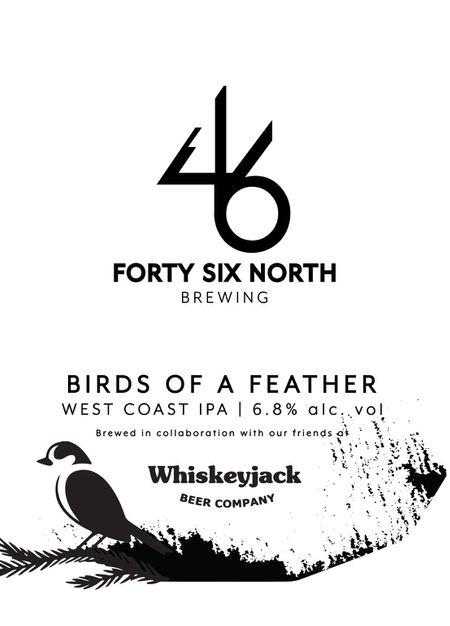 46
FORTY SIX NORTH
BREWING
BIRDS OF A FEATHER
WEST COAST IPA | 6.8% alc. vol
Brewed in collaboration with our friends at
Whiskeyjack
BEER COMPANY